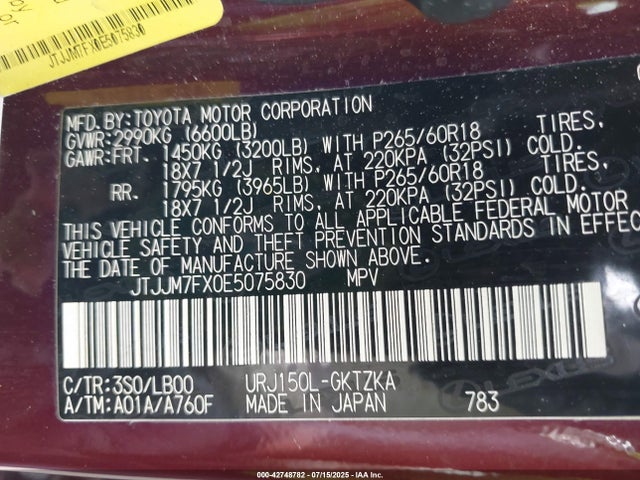 or
JTJJM7FX0E5075830
MFD. BY: TOYOTA MOTOR CORPORATION
GVWR: 2990KG (6600LB)
GAWR: FRT. 1450KG (3200LB) WITH P265/60R18 TIRES,
18X7 1/2J RIMS, AT 220KPA (32PSI) COLD.
RR. 1795KG (3965LB) WITH P265/60R18 TIRES,
18X7 1/2J RIMS, AT 220KPA (32PSI) COLD.
THIS VEHICLE CONFORMS TO ALL APPLICABLE FEDERAL MOTOR
VEHICLE SAFETY AND THEFT PREVENTION STANDARDS IN EFFEC
THE DATE OF MANUFACTURE SHOWN ABOVE.
JTJJM7FX0E5075830 MPV
C/TR: 3S0/LB00 URJ150L-GKTZKA
A/TM: A01A/A760F MADE IN JAPAN 783
LEXUS
000-42748782 - 07/15/2025 - IAA Inc.